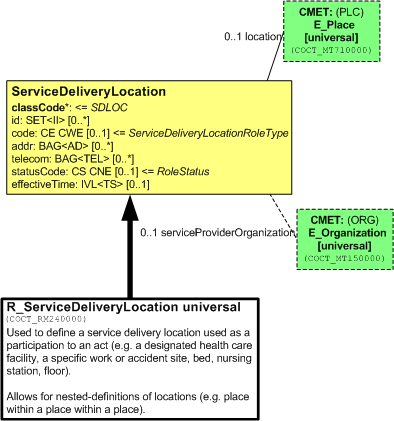 CMET: (PLC)
E_Place
[universal]
(COCT_MT710000)
0..1 location
ServiceDeliveryLocation
classCode*: <= SDLOC
id: SET<II> [0..*]
code: CE CWE [0..1] <= ServiceDeliveryLocationRoleType
addr: BAG<AD> [0..*]
telecom: BAG<TEL> [0..*]
statusCode: CS CNE [0..1] <= RoleStatus
effectiveTime: IVL<TS> [0..1]
CMET: (ORG)
E_Organization
[universal]
(COCT_MT150000)
0..1 serviceProviderOrganization
R_ServiceDeliveryLocation universal
(COCT_RM240000)
Used to define a service delivery location used as a
participation to an act (e.g. a designated health care
facility, a specific work or accident site, bed, nursing
station, floor).
Allows for nested-definitions of locations (e.g. place
within a place within a place).